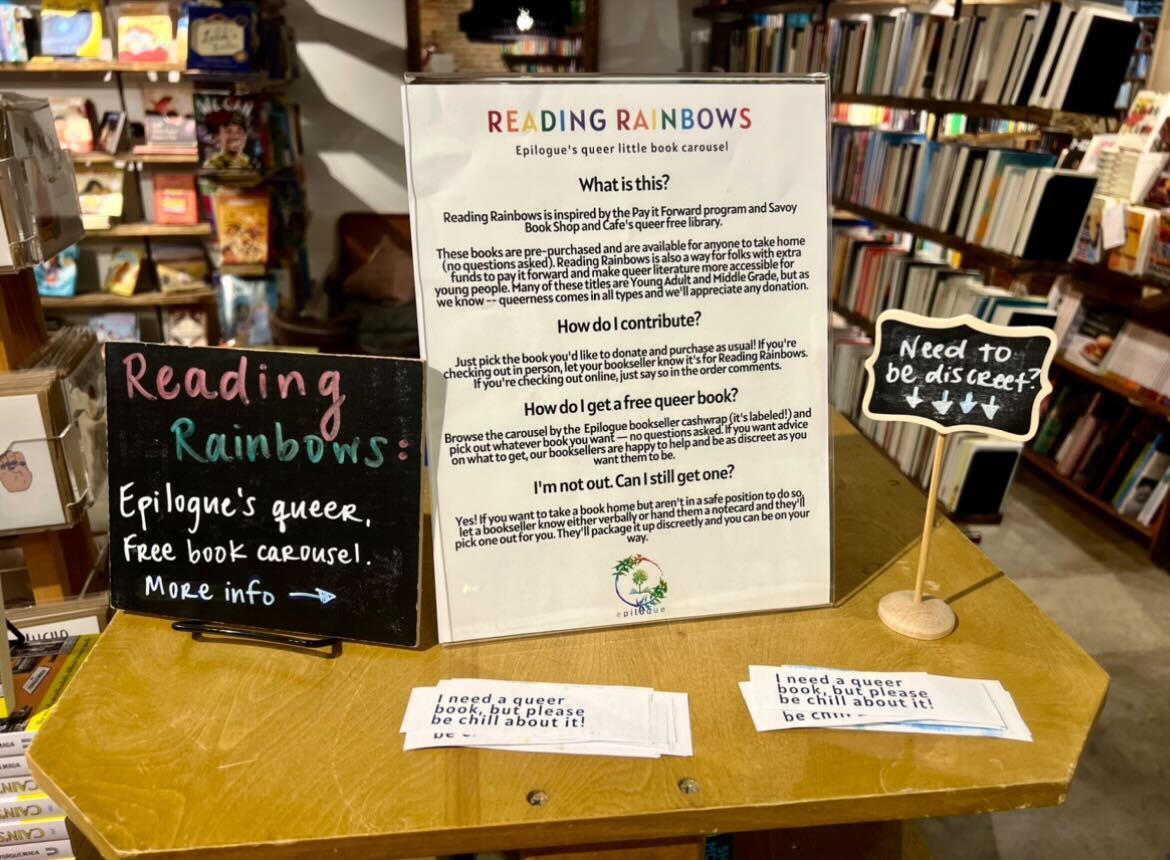 Reading
Rainbows:
Epilogue's queer,
Free book carousel.
More info →
READING RAINBOWS
Epilogue's queer little book carousel
What is this?
Reading Rainbows is inspired by the Pay it Forward program and Savoy
Book Shop and Cafe's queer free library.
These books are pre-purchased and are available for anyone to take home
(no questions asked). Reading Rainbows is also a way for folks with extra
funds to pay it forward and make queer literature more accessible for
young people. Many of these titles are Young Adult and Middle Grade, but as
we know -- queerness comes in all types and we'll appreciate any donation.
How do I contribute?
Just pick the book you'd like to donate and purchase as usual! If you're
checking out in person, let your bookseller know it's for Reading Rainbows.
If you're checking out online, just say so in the order comments.
How do I get a free queer book?
Browse the carousel by the Epilogue bookseller cashwrap (it's labeled!) and
pick out whatever book you want — no questions asked. If you want advice
on what to get, our booksellers are happy to help and be as discreet as you
want them to be.
I'm not out. Can I still get one?
Yes! If you want to take a book home but aren't in a safe position to do so,
let a bookseller know either verbally or hand them a notecard and they'll
pick one out for you. They'll package it up discreetly and you can be on your
way.
epilogue
Need to
be discreet?
↓ ↓ ↓ ↓
I need a queer
book, but please
be chill about it!
I need a queer
book, but please
be chill about it!
be chill
WE CAN